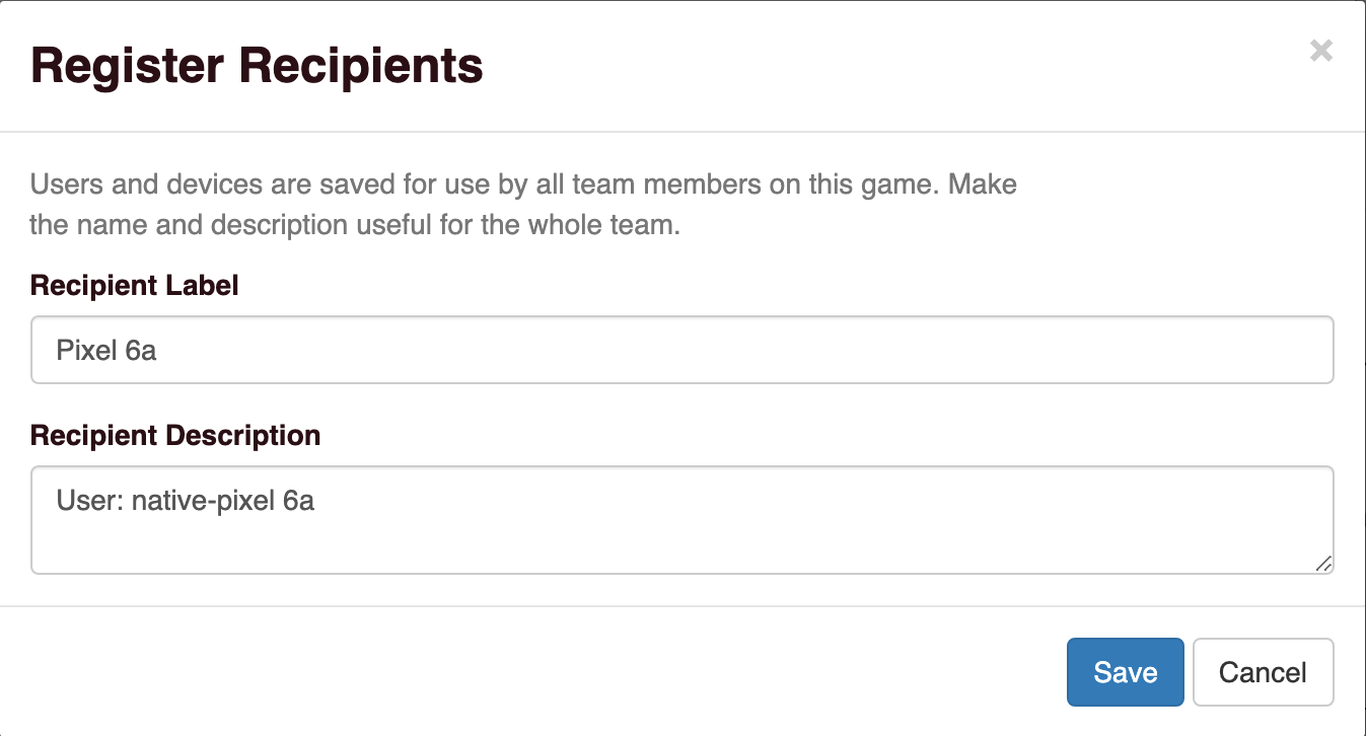 Register Recipients
Users and devices are saved for use by all team members on this game. Make
the name and description useful for the whole team.
Recipient Label
Pixel 6a
Recipient Description
User: native-pixel 6a
Save Cancel